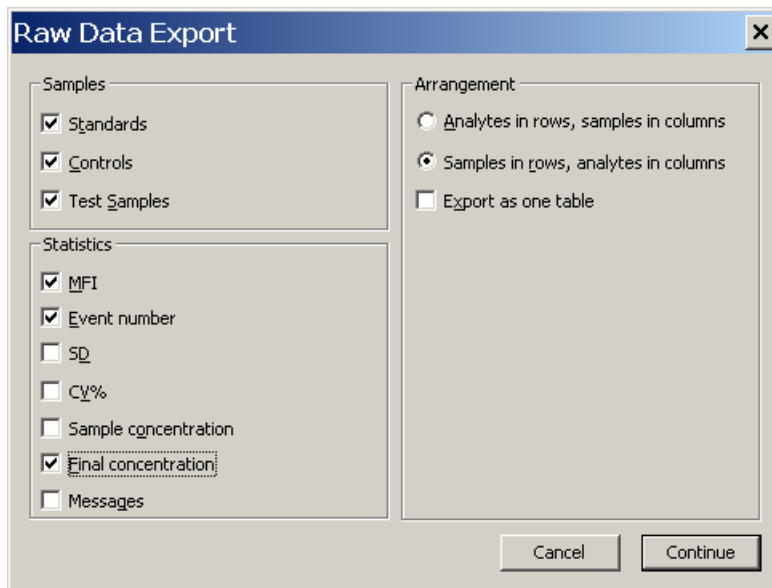 Raw Data Export
Samples
Standards
Controls
Test Samples
Statistics
MFI
Event number
SD
CV%
Sample concentration
Final concentration
Messages
Arrangement
Analytes in rows, samples in columns
Samples in rows, analytes in columns
Export as one table
Cancel
Continue